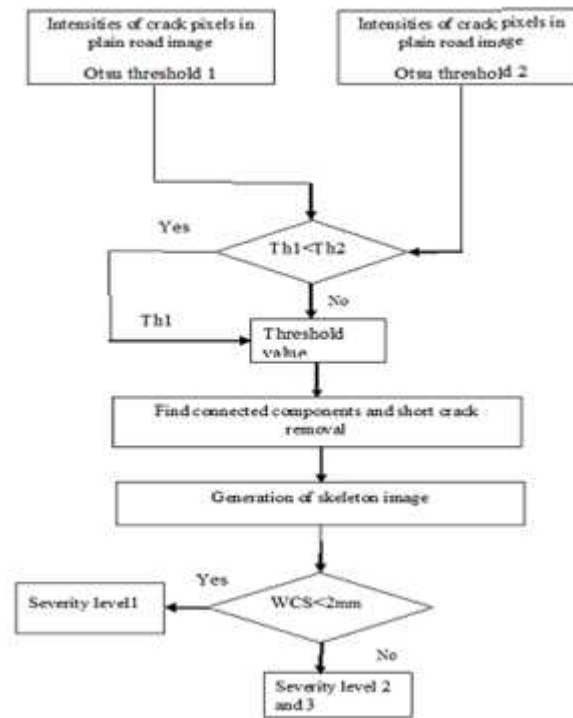 Intensities of crack pixels in
plain road image
Otsu threshold 1
Intensities of crack pixels in
plain road image
Otsu threshold 2
Yes
Th1<Th2
No
Th1
Threshold
value
Find connected components and short crack
removal
Generation of skeleton image
Yes
WCS<2mm
Severity level1
No
Severity level 2
and 3